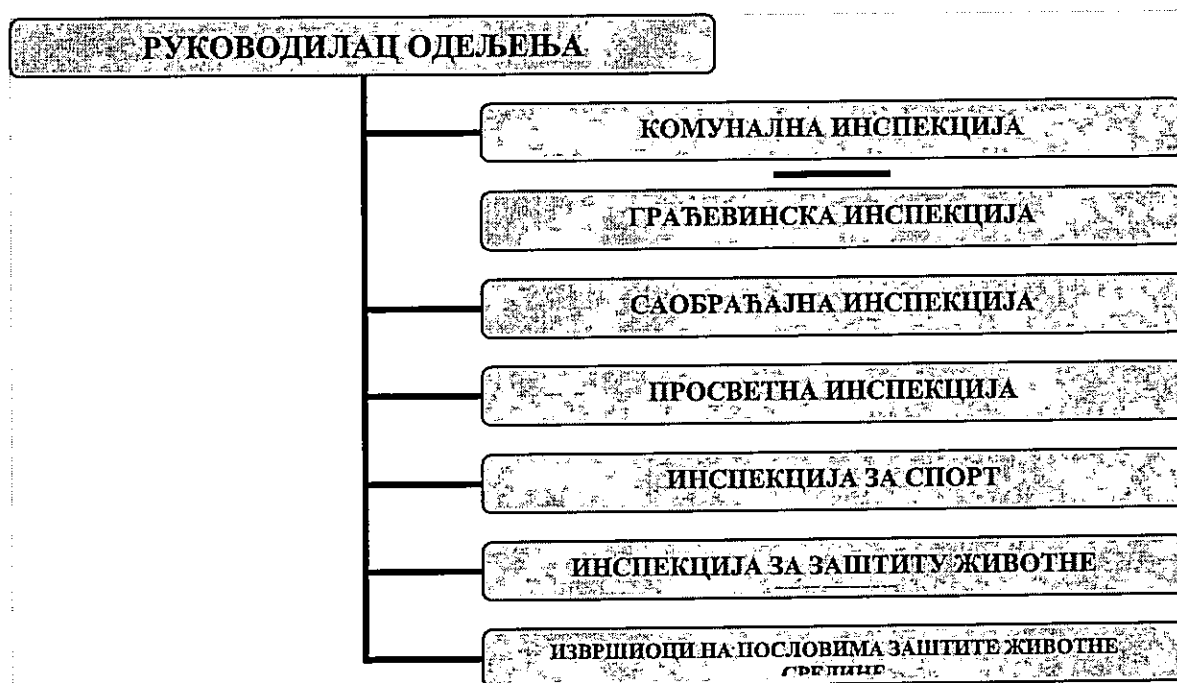 РУКОВОДИЛАЦ ОДЕЉЕЊА
КОМУНАЛНА ИНСПЕКЦИЈА
ГРАЂЕВИНСКА ИНСПЕКЦИЈА
САОБРАЋАЈНА ИНСПЕКЦИЈА
ПРОСВЕТНА ИНСПЕКЦИЈА
ИНСПЕКЦИЈА ЗА СПОРТ
ИНСПЕКЦИЈА ЗА ЗАШТИТУ ЖИВОТНЕ
ИЗВРШИОЦИ НА ПОСЛОВИМА ЗАШТИТЕ ЖИВОТНЕ
СРЕДИНЕ